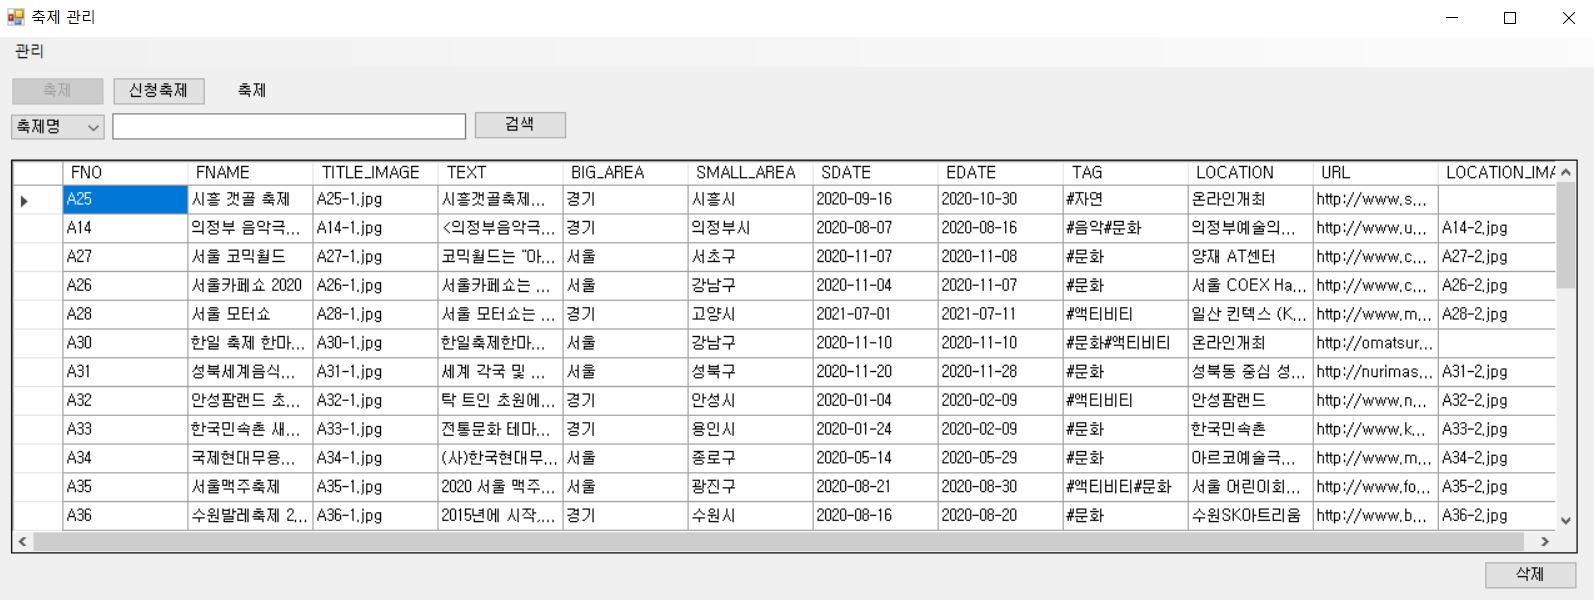 축제 관리
관리
축제 신청축제 축제
축제명 검색
FNO FNAME TITLE_IMAGE TEXT BIG_AREA SMALL_AREA SDATE EDATE TAG LOCATION URL LOCATION_IMA
A25 시흥 갯골 축제 A25-1.jpg 시흥갯골축제... 경기 시흥시 2020-09-16 2020-10-30 #자연 온라인개최 http://www.s...
A14 의정부 음악극... A14-1.jpg <의정부음악극... 경기 의정부시 2020-08-07 2020-08-16 #음악#문화 의정부예술의... http://www.u... A14-2.jpg
A27 서울 코믹월드 A27-1.jpg 코믹월드는 "아... 서울 서초구 2020-11-07 2020-11-08 #문화 양재 AT센터 http://www.c... A27-2.jpg
A26 서울카페쇼 2020 A26-1.jpg 서울카페쇼는 ... 서울 강남구 2020-11-04 2020-11-07 #문화 서울 COEX Ha... http://www.c... A26-2.jpg
A28 서울 모터쇼 A28-1.jpg 서울 모터쇼는 ... 경기 고양시 2021-07-01 2021-07-11 #액티비티 일산 킨텍스 (K... http://www.m... A28-2.jpg
A30 한일 축제 한마... A30-1.jpg 한일축제한마... 서울 강남구 2020-11-10 2020-11-10 #문화#액티비티 온라인개최 http://omatsur...
A31 성북세계음식... A31-1.jpg 세계 각국 및 ... 서울 성북구 2020-11-20 2020-11-28 #문화 성북동 중심 성... http://nurimas... A31-2.jpg
A32 안성팜랜드 초... A32-1.jpg 탁 트인 초원에... 경기 안성시 2020-01-04 2020-02-09 #액티비티 안성팜랜드 http://www.n... A32-2.jpg
A33 한국민속촌 새... A33-1.jpg 전통문화 테마... 경기 용인시 2020-01-24 2020-02-09 #문화 한국민속촌 http://www.k... A33-2.jpg
A34 국제현대무용... A34-1.jpg (사)한국현대무... 서울 종로구 2020-05-14 2020-05-29 #문화 아르코예술극... http://www.m... A34-2.jpg
A35 서울맥주축제 A35-1.jpg 2020 서울 맥주... 서울 광진구 2020-08-21 2020-08-30 #액티비티#문화 서울 어린이회... http://www.fo... A35-2.jpg
A36 수원발레축제 2... A36-1.jpg 2015년에 시작,... 경기 수원시 2020-08-16 2020-08-20 #문화 수원SK아트리움 http://www.b... A36-2.jpg
삭제